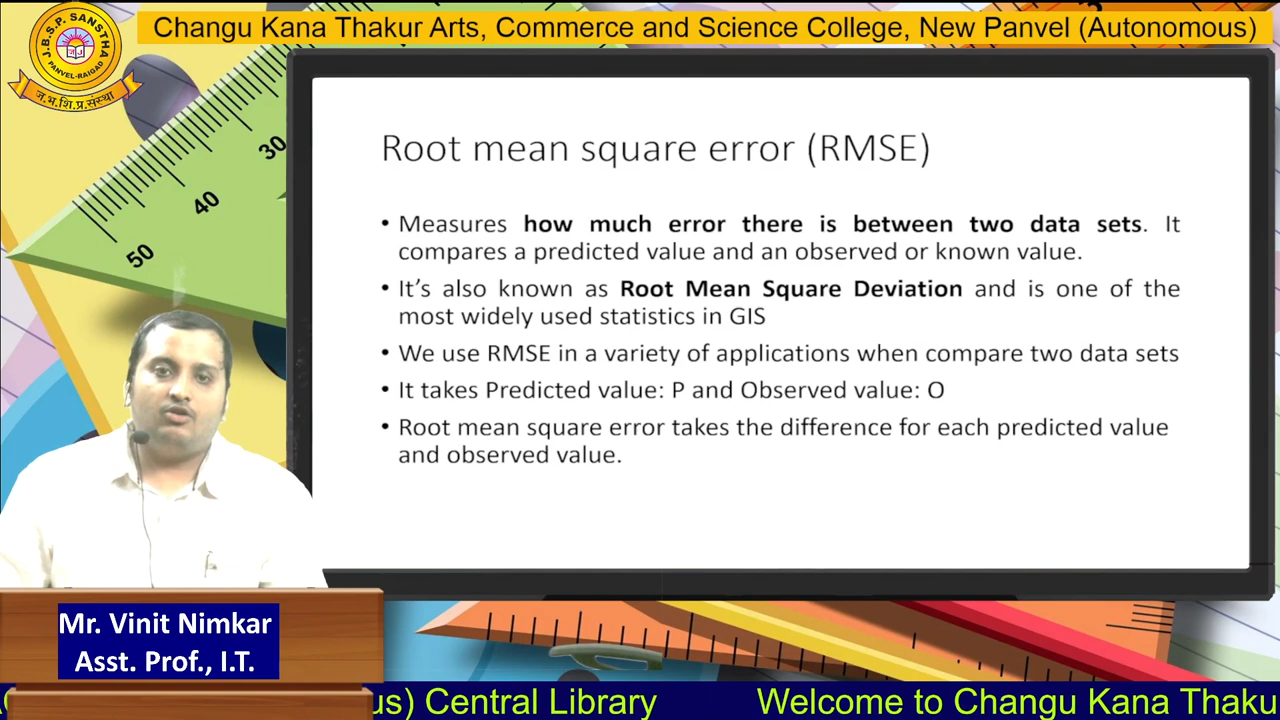 Changu Kana Thakur Arts, Commerce and Science College, New Panvel (Autonomous)
J.B.S.P. SANSTHA
PANVEL-RAIGAD
ज.भ.शि.प्र.संस्था
30
40
50
3
Root mean square error (RMSE)
• Measures how much error there is between two data sets. It
compares a predicted value and an observed or known value.
• It’s also known as Root Mean Square Deviation and is one of the
most widely used statistics in GIS
• We use RMSE in a variety of applications when compare two data sets
• It takes Predicted value: P and Observed value: O
• Root mean square error takes the difference for each predicted value
and observed value.
Mr. Vinit Nimkar
Asst. Prof., I.T.
us) Central Library Welcome to Changu Kana Thaku